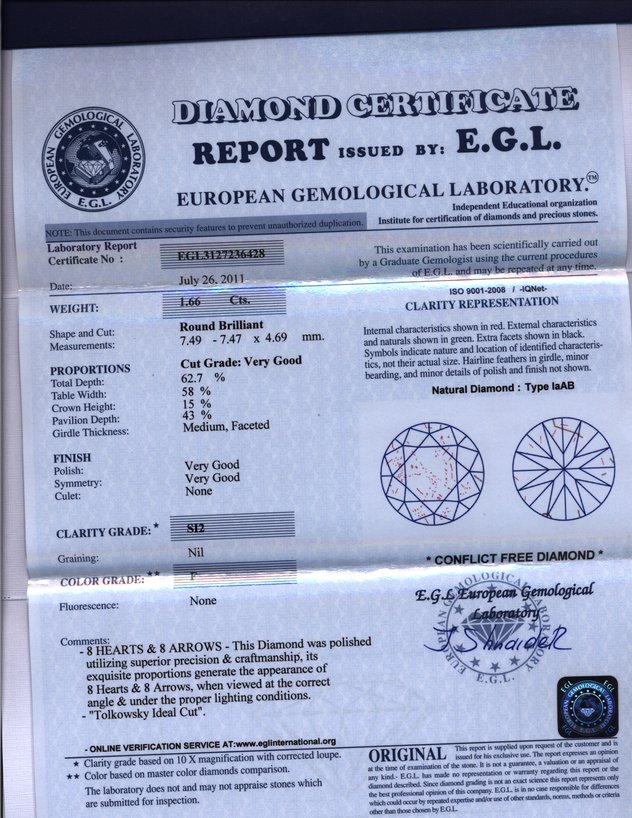 DIAMOND CERTIFICATE
REPORT ISSUED BY: E.G.L.
EUROPEAN GEMOLOGICAL LABORATORY.™
EUROPEAN GEMOLOGICAL LABORATORY
E.G.L.
Independent Educational organization
Institute for certification of diamonds and precious stones.
NOTE: This document contains security features to prevent unauthorized duplication.
Laboratory Report
Certificate No : EGL3127236428
Date: July 26, 2011
WEIGHT: 1.66 Cts.
Shape and Cut: Round Brilliant
Measurements: 7.49 - 7.47 x 4.69 mm.
PROPORTIONS Cut Grade: Very Good
Total Depth: 62.7 %
Table Width: 58 %
Crown Height: 15 %
Pavilion Depth: 43 %
Girdle Thickness: Medium, Faceted
FINISH
Polish: Very Good
Symmetry: Very Good
Culet: None
CLARITY GRADE: * SI2
Graining: Nil
COLOR GRADE: ** F
Fluorescence: None
Comments:
- 8 HEARTS & 8 ARROWS - This Diamond was polished
utilizing superior precision & craftmanship, its
exquisite proportions generate the appearance of
8 Hearts & 8 Arrows, when viewed at the correct
angle & under the proper lighting conditions.
- "Tolkowsky Ideal Cut".
This examination has been scientifically carried out
by a Graduate Gemologist using the current procedures
of E.G.L. and may be repeated at any time.
ISO 9001-2008 / -IQNet-
CLARITY REPRESENTATION
Internal characteristics shown in red. External characteristics
and naturals shown in green. Extra facets shown in black.
Symbols indicate nature and location of identified characteris-
tics, not their actual size. Hairline feathers in girdle, minor
bearding, and minor details of polish and finish not shown.
Natural Diamond : Type IaAB
* CONFLICT FREE DIAMOND *
E.G.L European Gemological
Laboratory
EUROPEAN GEMOLOGICAL LABORATORY
E.G.L.
EGL EGL
- ONLINE VERIFICATION SERVICE AT:www.eglinternational.org
* Clarity grade based on 10 X magnification with corrected loupe.
** Color based on master color diamonds comparison.
The laboratory does not and may not appraise stones which
are submitted for inspection.
ORIGINAL This report is supplied upon request of the customer and is
issued for his exclusive use. The report expresses an opinion
at the time of examination of the stone. It is not a guarantee, a valuation or an appraisal of
any kind.- E.G.L. has made no representation or warranty regarding this report or the
diamond described. Since diamond grading is not an exact science this report represents only
the best professional opinion of this company. E.G.L. is in no case responsible for differences
which could occur by repeated expertise and/or use of other standards, norms, methods or criteria
other than those chosen by E.G.L.